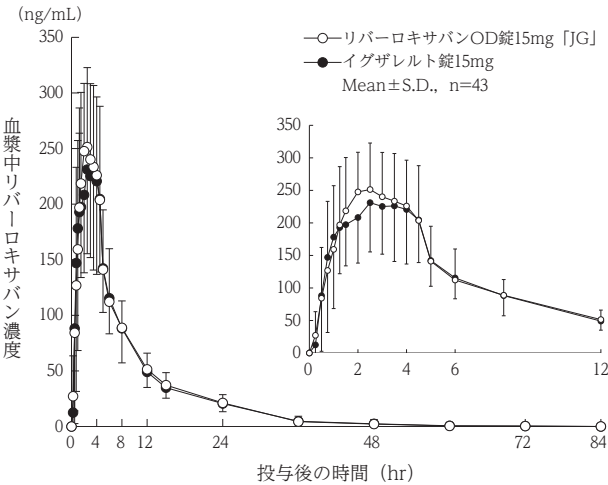 (ng/mL)
350
300
250
200
150
100
50
0
血漿中リバーロキサバン濃度
リバーロキサバンOD錠15mg「JG」
イグザレルト錠15mg
Mean±S.D., n=43
350
300
250
200
150
100
50
0
0 2 4 6 12
0 4 8 12 24 48 72 84
投与後の時間（hr）